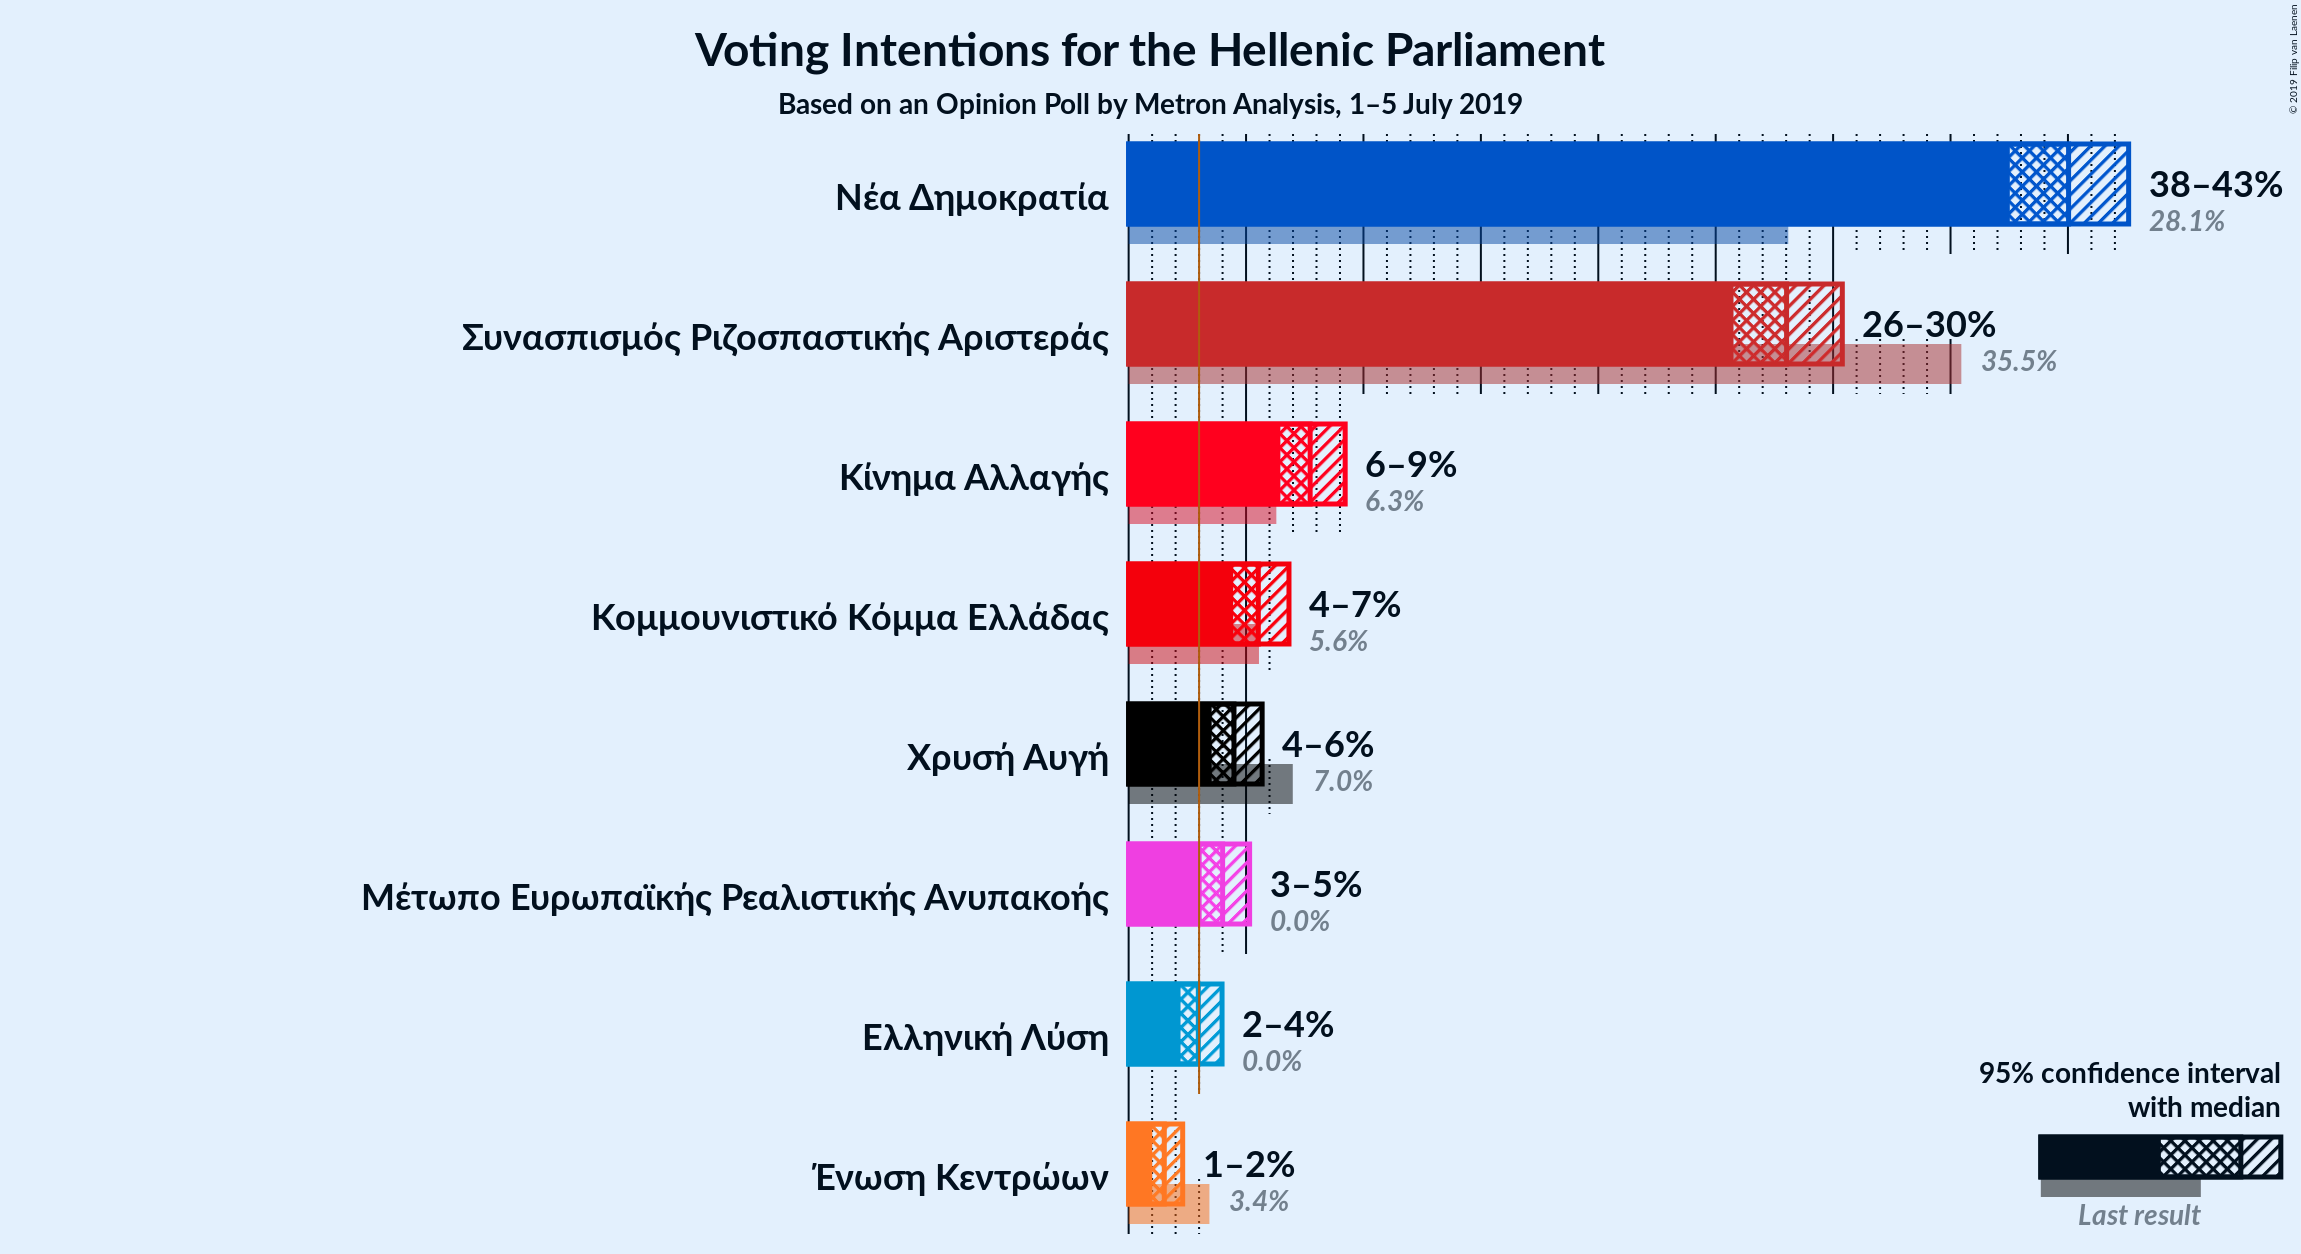 Voting Intentions for the Hellenic Parliament
Based on an Opinion Poll by Metron Analysis, 1–5 July 2019
© 2019 Filip van Laenen
Νέα Δημοκρατία
38–43%
28.1%
Συνασπισμός Ριζοσπαστικής Αριστεράς
26–30%
35.5%
Κίνημα Αλλαγής
6–9%
6.3%
Κομμουνιστικό Κόμμα Ελλάδας
4–7%
5.6%
Χρυσή Αυγή
4–6%
7.0%
Μέτωπο Ευρωπαϊκής Ρεαλιστικής Ανυπακοής
3–5%
0.0%
Ελληνική Λύση
2–4%
0.0%
Ένωση Κεντρώων
1–2%
3.4%
95% confidence interval
with median
Last result